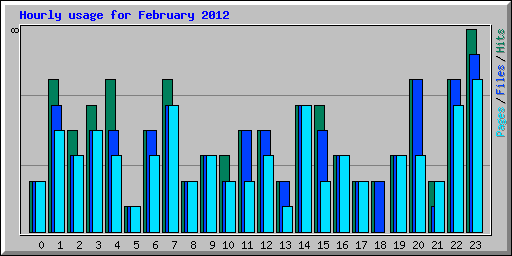 Hourly usage for February 2012
8
Pages/Files/Hits
0 1 2 3 4 5 6 7 8 9 10 11 12 13 14 15 16 17 18 19 20 21 22 23